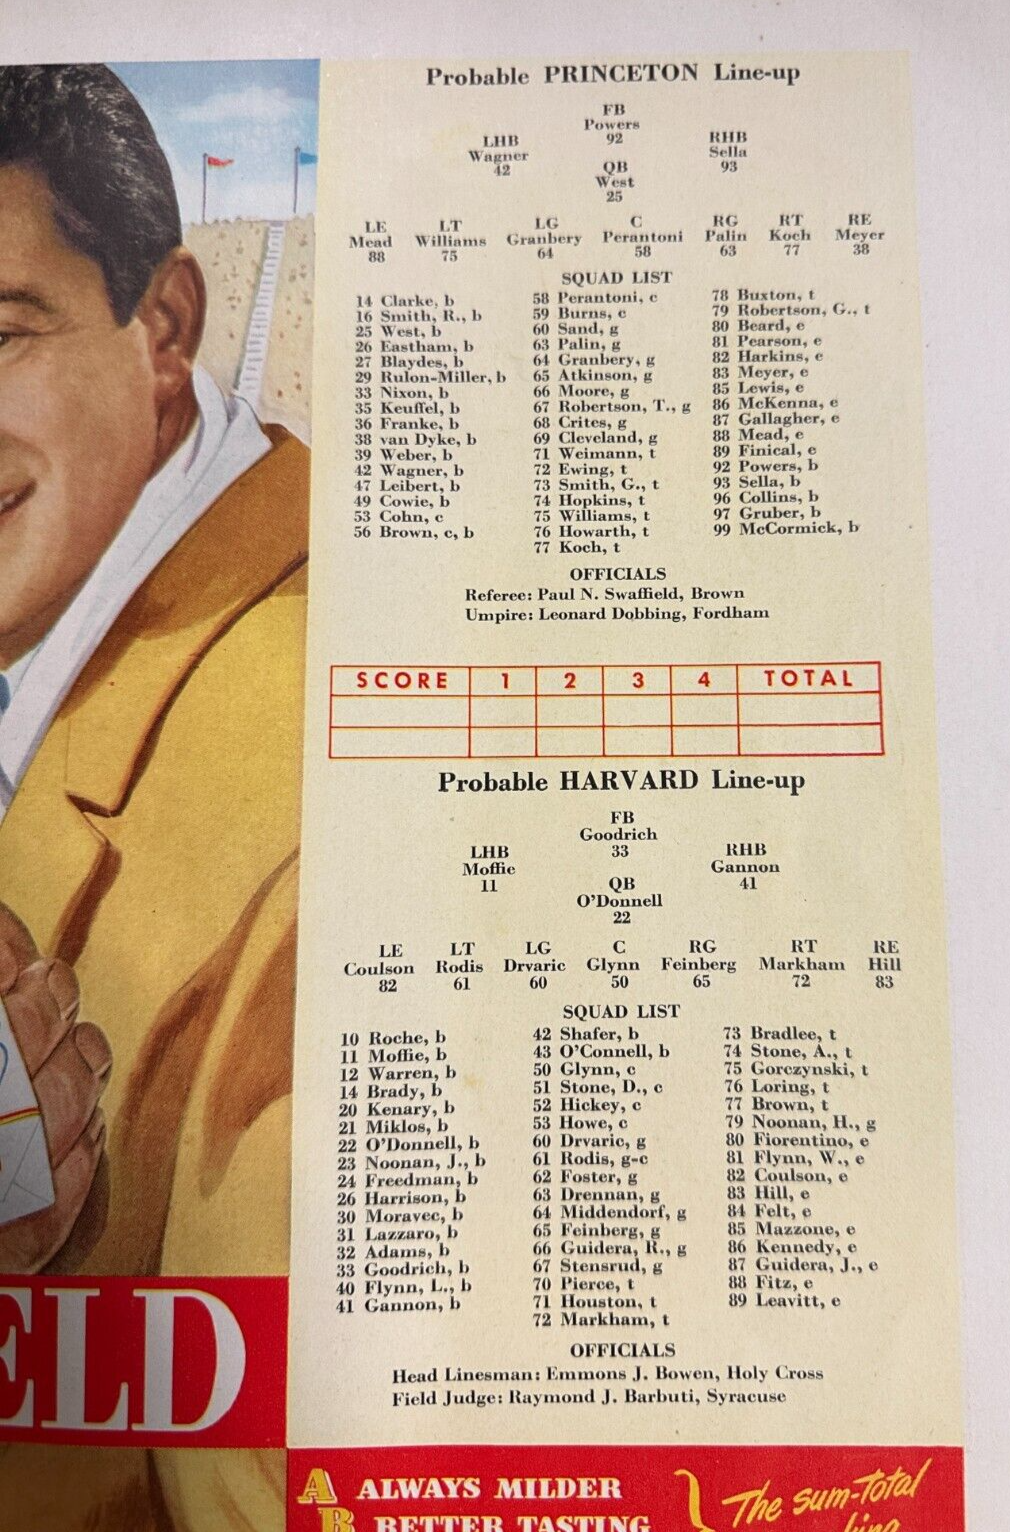 Probable PRINCETON Line-up
FB
Powers
92
LHB
Wagner
42
RHB
Sella
93
QB
West
25
LE LT LG C RG RT RE
Mead Williams Granbery Perantoni Palin Koch Meyer
88 75 64 58 63 77 38
SQUAD LIST
14 Clarke, b
16 Smith, R., b
25 West, b
26 Eastham, b
27 Blaydes, b
29 Rulon-Miller, b
33 Nixon, b
35 Keuffel, b
36 Franke, b
38 van Dyke, b
39 Weber, b
42 Wagner, b
47 Leibert, b
49 Cowie, b
53 Cohn, c
56 Brown, c, b
58 Perantoni, c
59 Burns, c
60 Sand, g
63 Palin, g
64 Granbery, g
65 Atkinson, g
66 Moore, g
67 Robertson, T., g
68 Crites, g
69 Cleveland, g
71 Weimann, t
72 Ewing, t
73 Smith, G., t
74 Hopkins, t
75 Williams, t
76 Howarth, t
77 Koch, t
78 Buxton, t
79 Robertson, G., t
80 Beard, e
81 Pearson, e
82 Harkins, e
83 Meyer, e
85 Lewis, e
86 McKenna, e
87 Gallagher, e
88 Mead, e
89 Finical, e
92 Powers, b
93 Sella, b
96 Collins, b
97 Gruber, b
99 McCormick, b
OFFICIALS
Referee: Paul N. Swaffield, Brown
Umpire: Leonard Dobbing, Fordham
SCORE 1 2 3 4 TOTAL
Probable HARVARD Line-up
FB
Goodrich
33
LHB
Moffie
11
RHB
Gannon
41
QB
O'Donnell
22
LE LT LG C RG RT RE
Coulson Rodis Drvaric Glynn Feinberg Markham Hill
82 61 60 50 65 72 83
SQUAD LIST
10 Roche, b
11 Moffie, b
12 Warren, b
14 Brady, b
20 Kenary, b
21 Miklos, b
22 O'Donnell, b
23 Noonan, J., b
24 Freedman, b
26 Harrison, b
30 Moravec, b
31 Lazzaro, b
32 Adams, b
33 Goodrich, b
40 Flynn, L., b
41 Gannon, b
42 Shafer, b
43 O'Connell, b
50 Glynn, c
51 Stone, D., c
52 Hickey, c
53 Howe, c
60 Drvaric, g
61 Rodis, g-c
62 Foster, g
63 Drennan, g
64 Middendorf, g
65 Feinberg, g
66 Guidera, R., g
67 Stensrud, g
70 Pierce, t
71 Houston, t
72 Markham, t
73 Bradlee, t
74 Stone, A., t
75 Gorczynski, t
76 Loring, t
77 Brown, t
79 Noonan, H., g
80 Fiorentino, e
81 Flynn, W., e
82 Coulson, e
83 Hill, e
84 Felt, e
85 Mazzone, e
86 Kennedy, e
87 Guidera, J., e
88 Fitz, e
89 Leavitt, e
OFFICIALS
Head Linesman: Emmons J. Bowen, Holy Cross
Field Judge: Raymond J. Barbuti, Syracuse
ELD
A ALWAYS MILDER
B BETTER TASTING
The sum-total